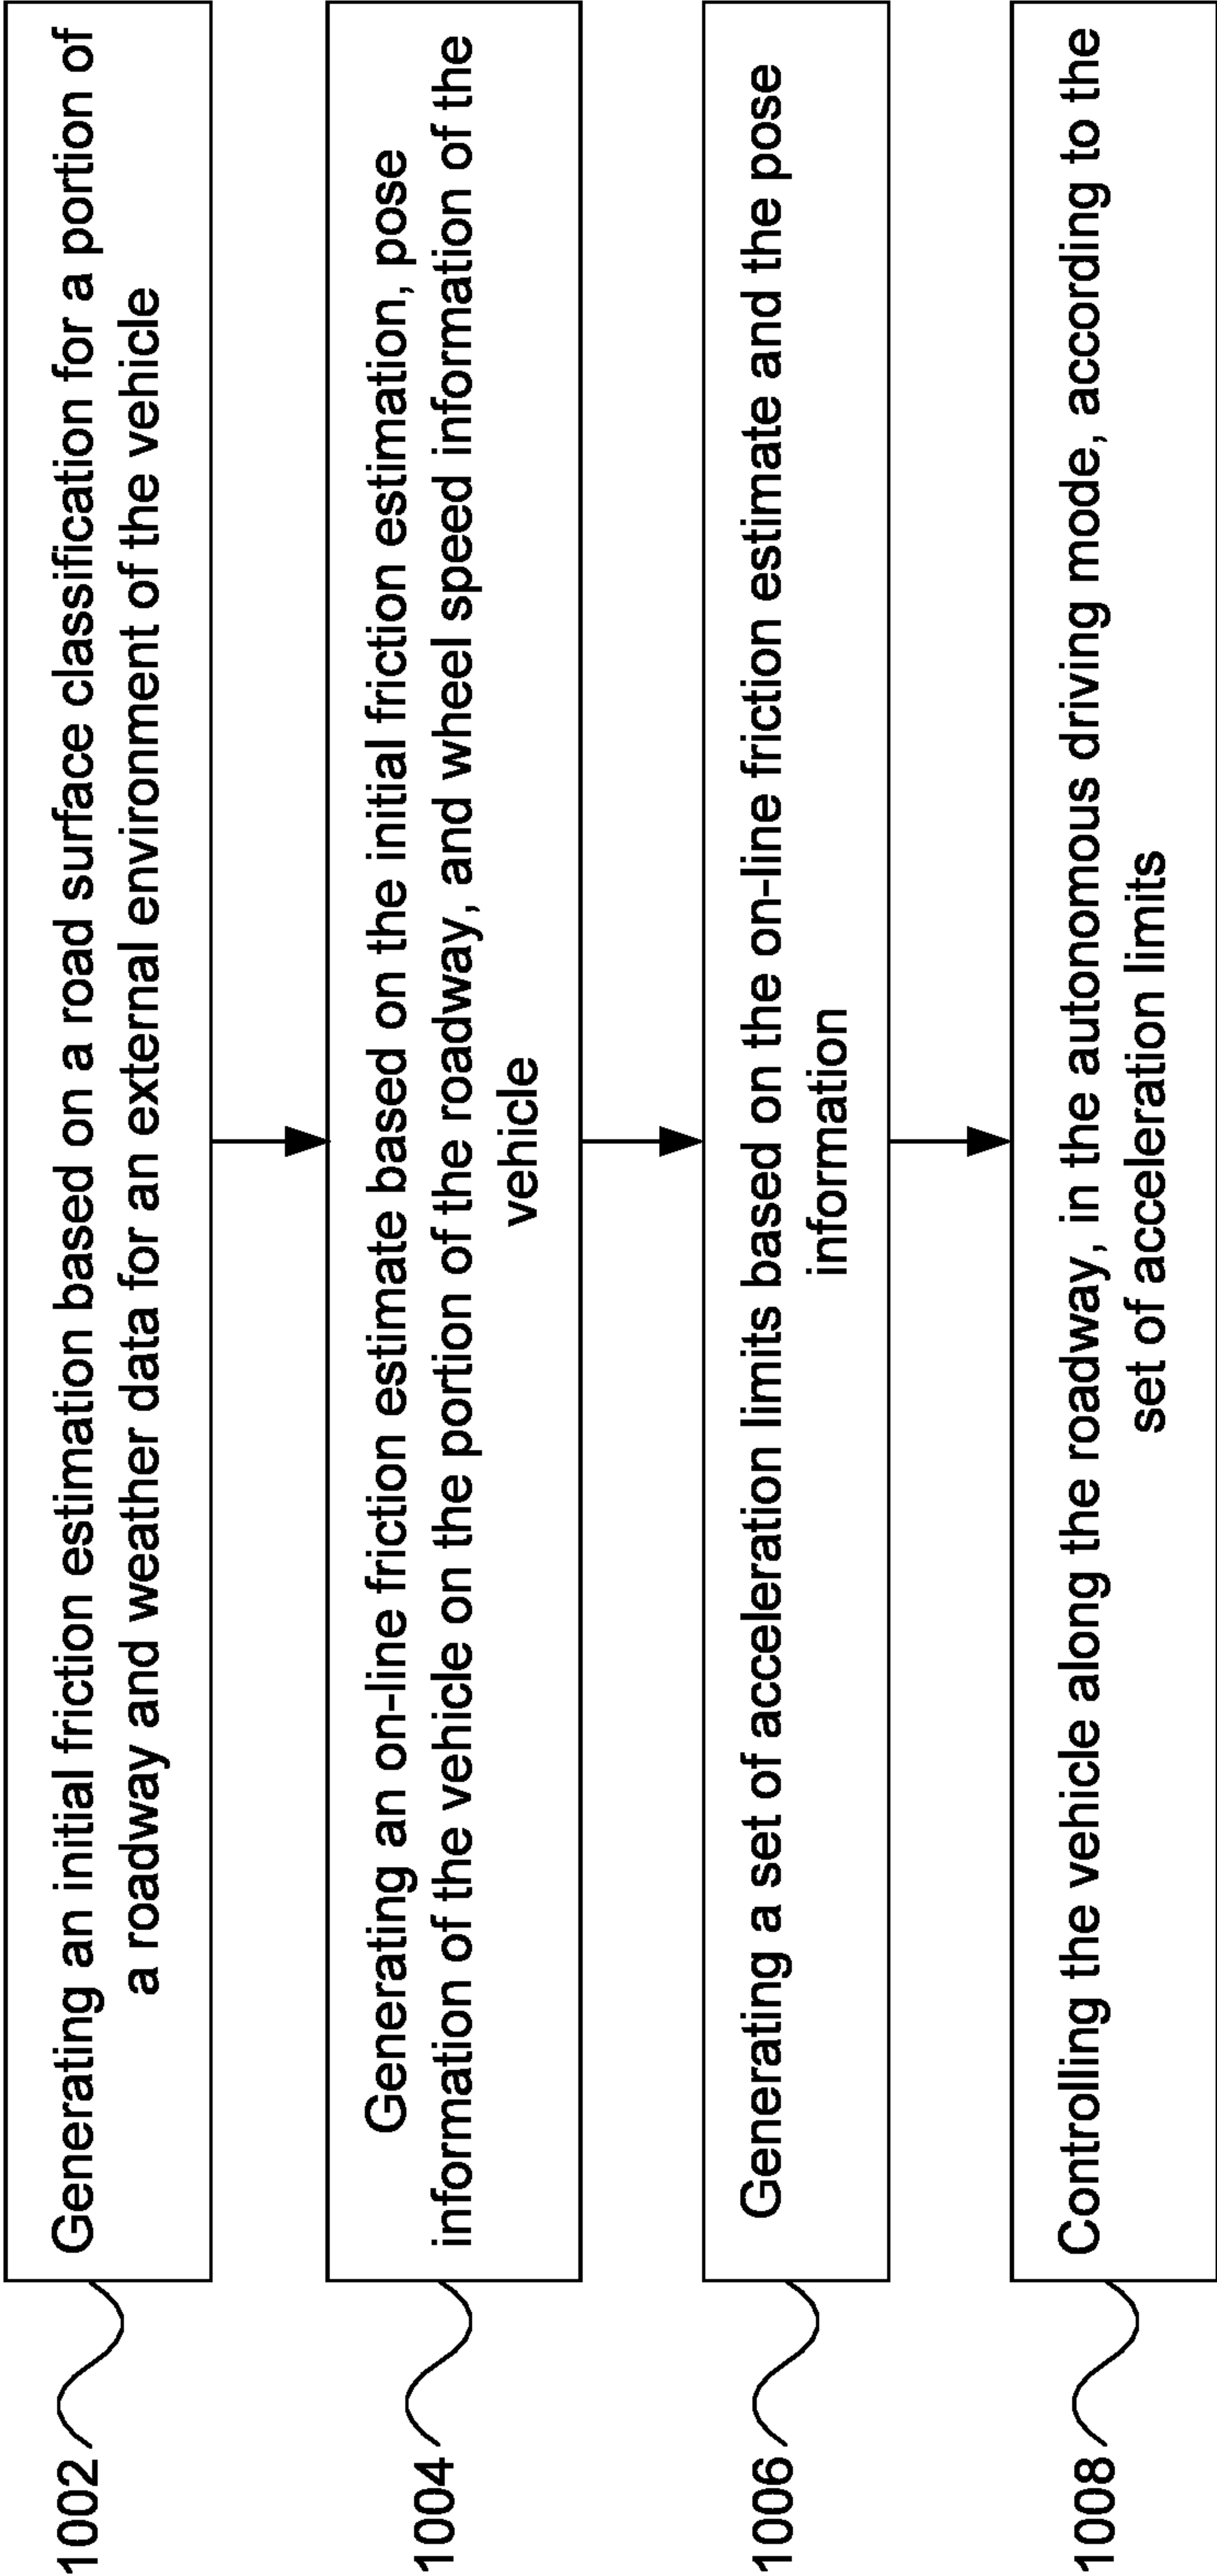 1002
Generating an initial friction estimation based on a road surface classification for a portion of
a roadway and weather data for an external environment of the vehicle
1004
Generating an on-line friction estimate based on the initial friction estimation, pose
information of the vehicle on the portion of the roadway, and wheel speed information of the
vehicle
1006
Generating a set of acceleration limits based on the on-line friction estimate and the pose
information
1008
Controlling the vehicle along the roadway, in the autonomous driving mode, according to the
set of acceleration limits